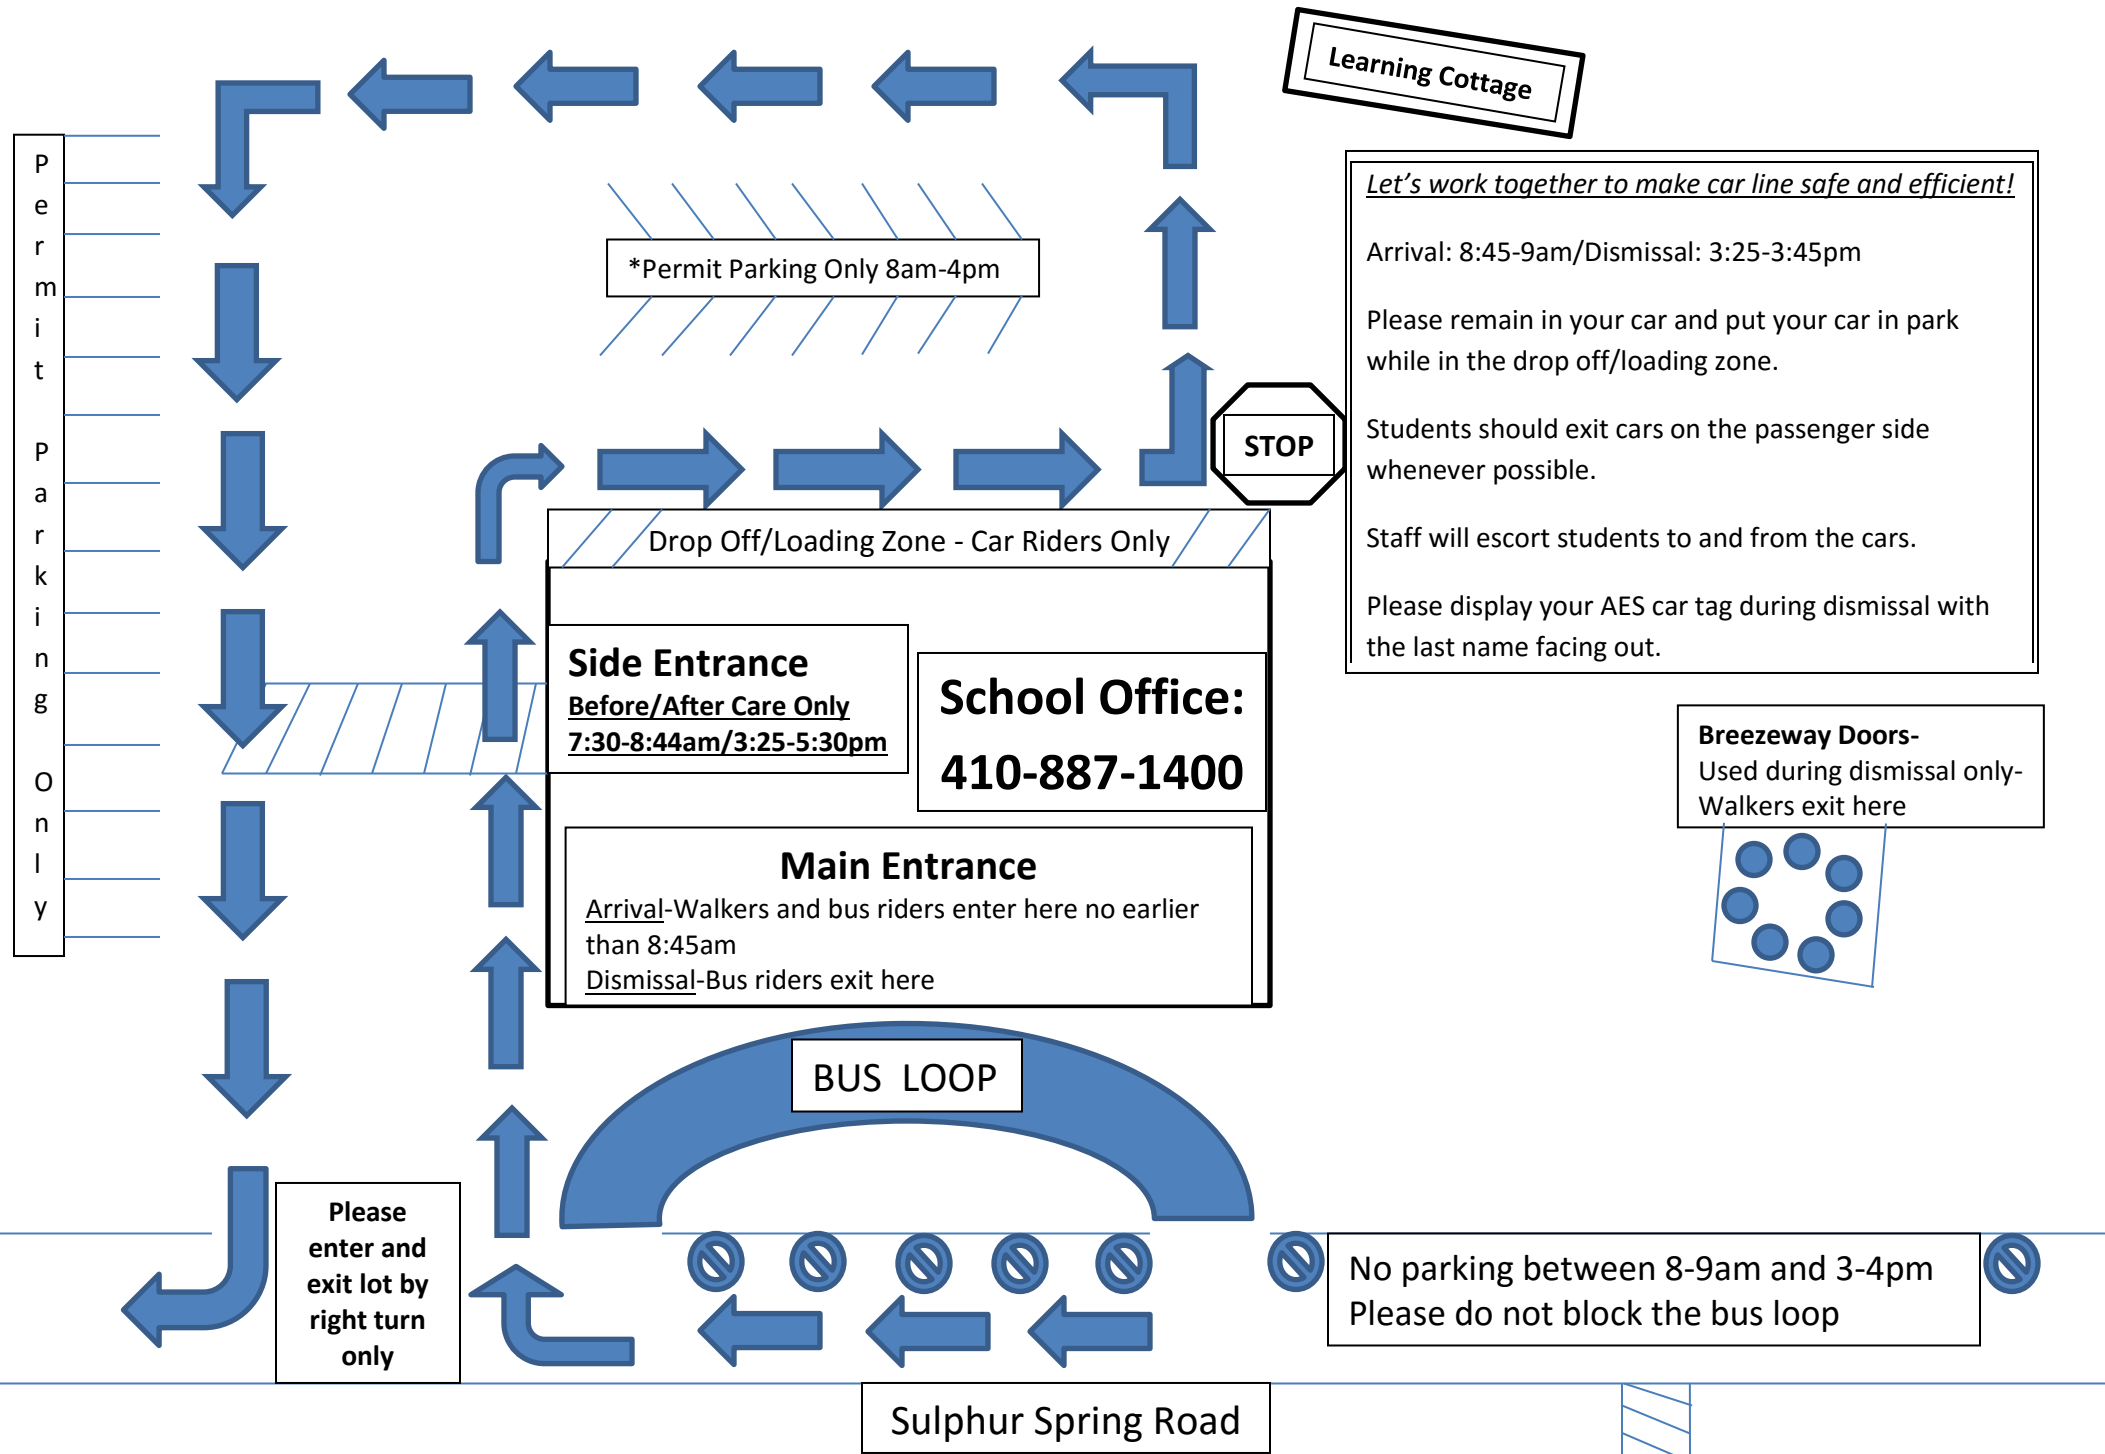 Learning Cottage
Permit Parking Only
Let's work together to make car line safe and efficient!
Arrival: 8:45-9am/Dismissal: 3:25-3:45pm
Please remain in your car and put your car in park
while in the drop off/loading zone.
Students should exit cars on the passenger side
whenever possible.
Staff will escort students to and from the cars.
Please display your AES car tag during dismissal with
the last name facing out.
*Permit Parking Only 8am-4pm
STOP
Drop Off/Loading Zone - Car Riders Only
Side Entrance
Before/After Care Only
7:30-8:44am/3:25-5:30pm
School Office:
410-887-1400
Breezeway Doors-
Used during dismissal only-
Walkers exit here
Main Entrance
Arrival-Walkers and bus riders enter here no earlier
than 8:45am
Dismissal-Bus riders exit here
BUS LOOP
Please
enter and
exit lot by
right turn
only
No parking between 8-9am and 3-4pm
Please do not block the bus loop
Sulphur Spring Road